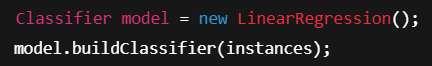 Classifier model = new LinearRegression();
model.buildClassifier(instances);